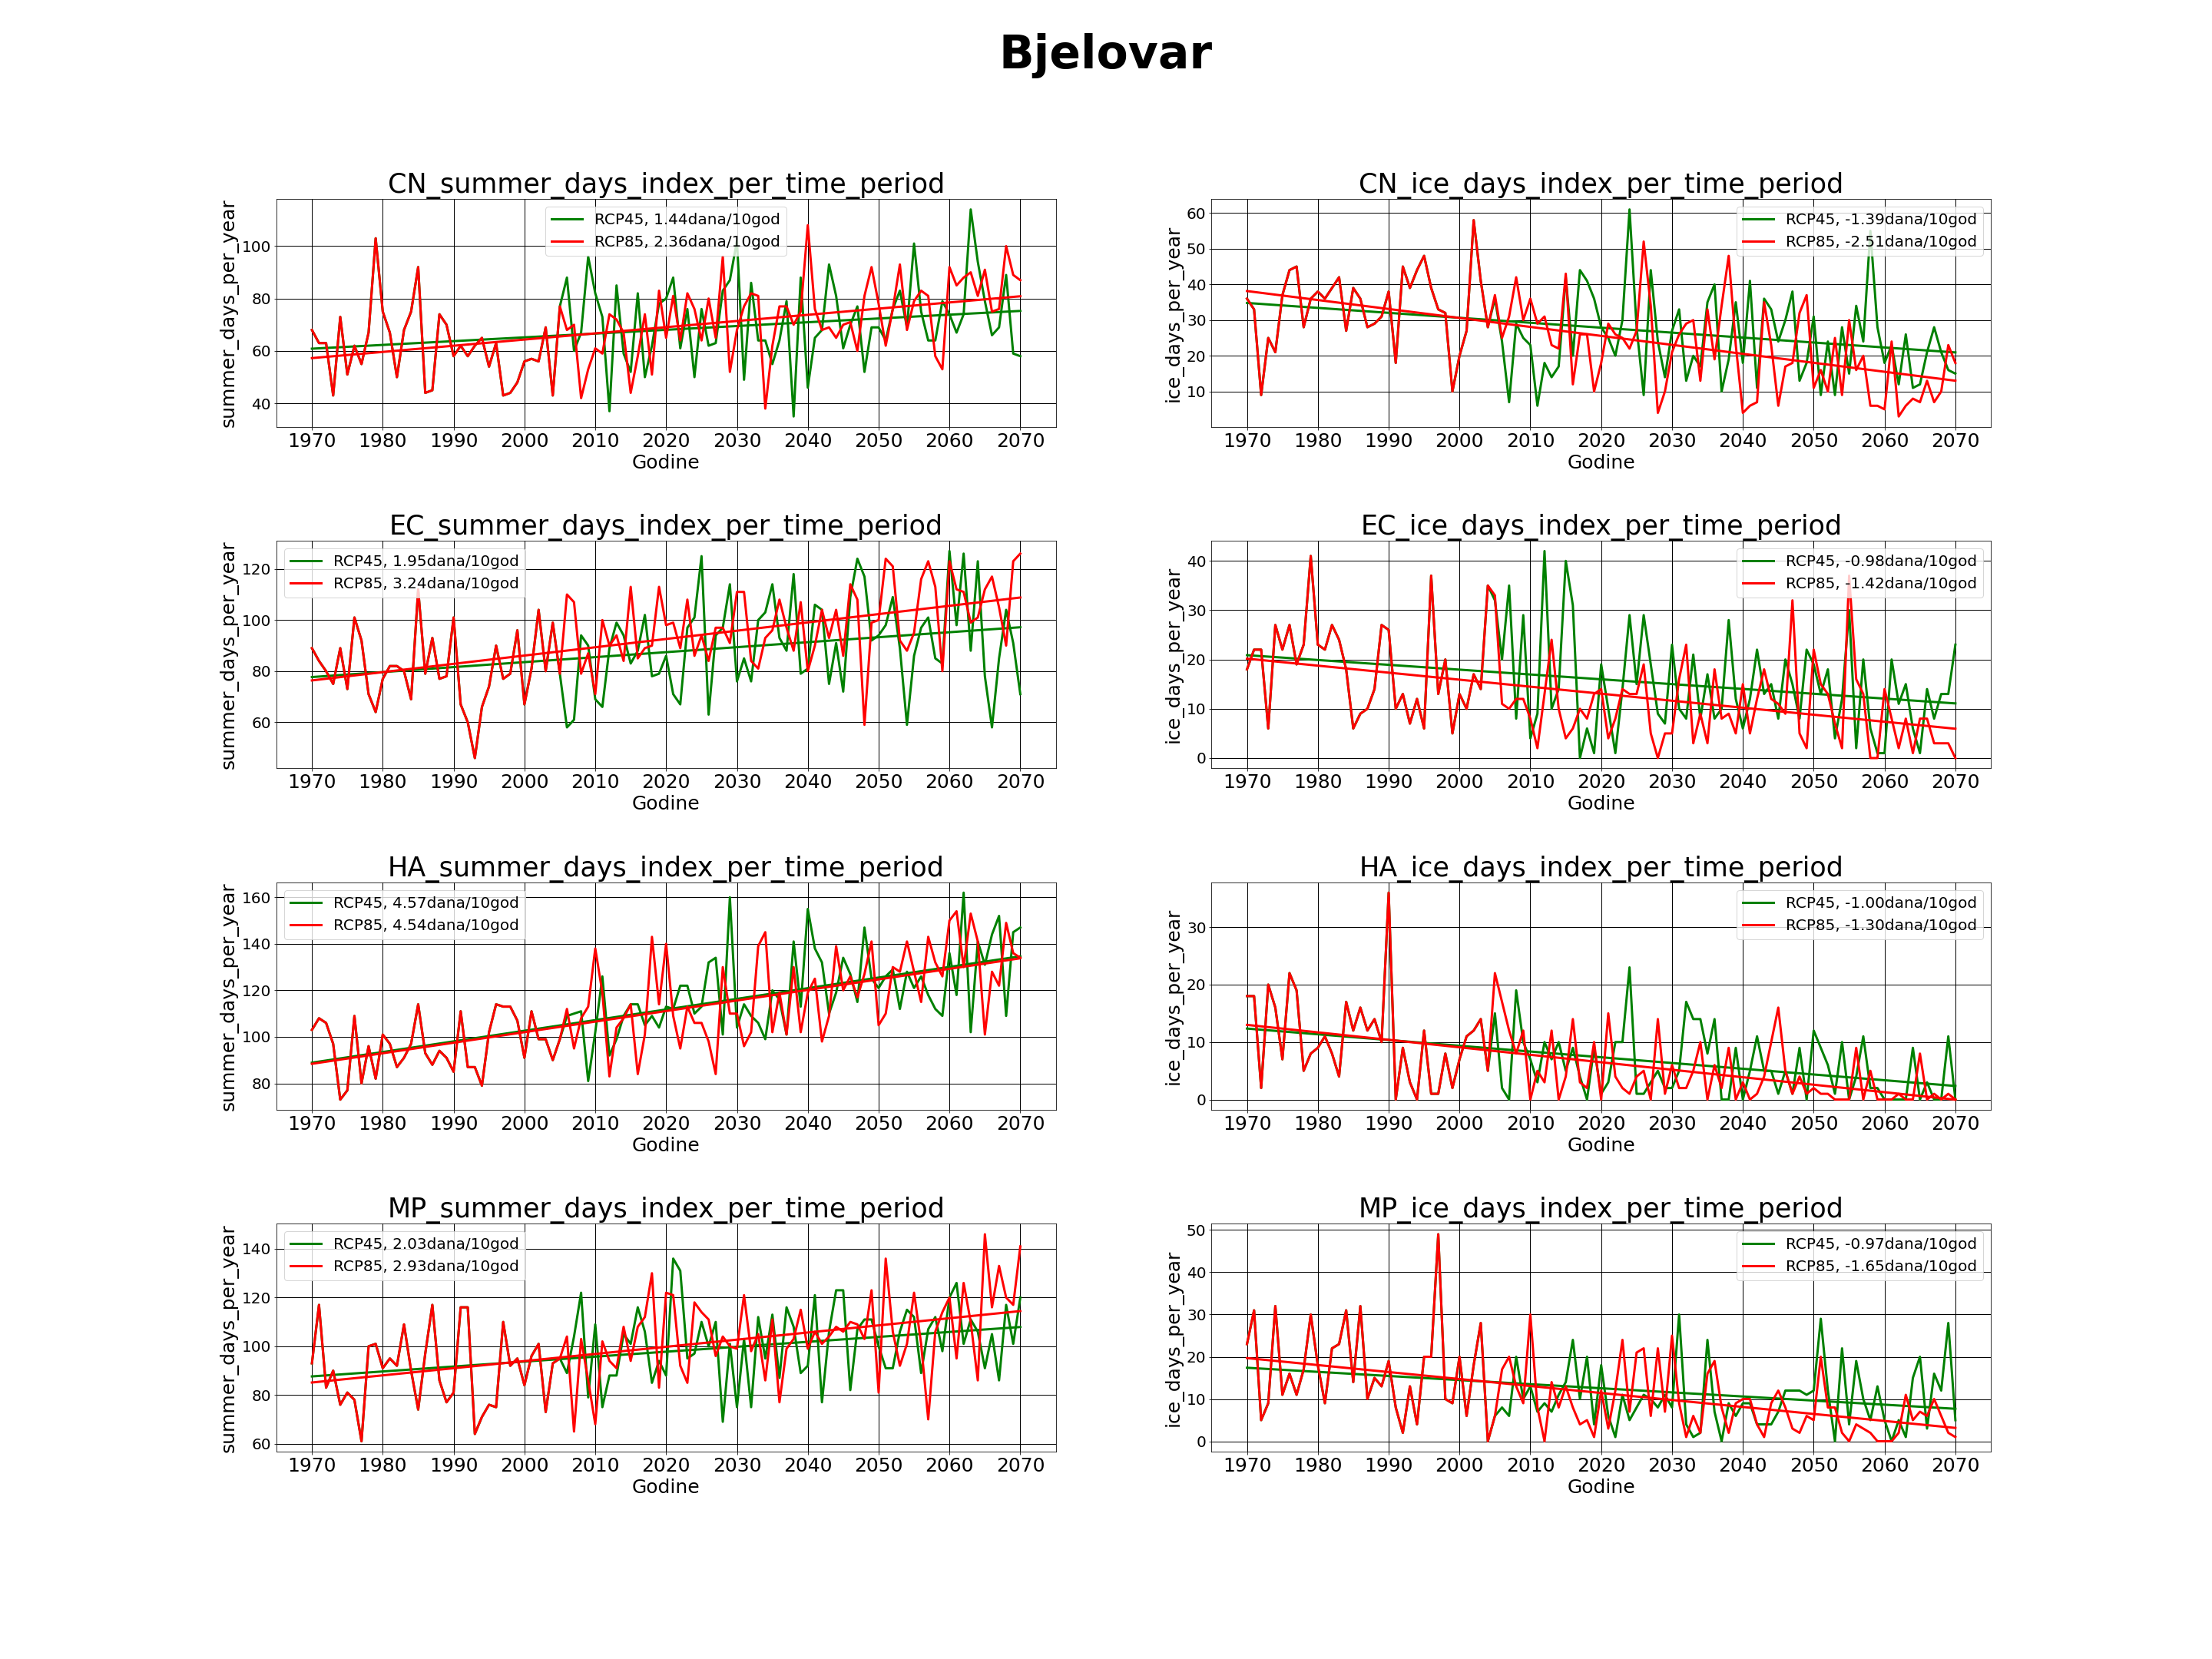 Bjelovar
CN_summer_days_index_per_time_period
summer_days_per_year
100
80
60
40
RCP45, 1.44dana/10god
RCP85, 2.36dana/10god
1970 1980 1990 2000 2010 2020 2030 2040 2050 2060 2070
Godine
CN_ice_days_index_per_time_period
ice_days_per_year
60
50
40
30
20
10
RCP45, -1.39dana/10god
RCP85, -2.51dana/10god
1970 1980 1990 2000 2010 2020 2030 2040 2050 2060 2070
Godine
EC_summer_days_index_per_time_period
summer_days_per_year
120
100
80
60
RCP45, 1.95dana/10god
RCP85, 3.24dana/10god
1970 1980 1990 2000 2010 2020 2030 2040 2050 2060 2070
Godine
EC_ice_days_index_per_time_period
ice_days_per_year
40
30
20
10
0
RCP45, -0.98dana/10god
RCP85, -1.42dana/10god
1970 1980 1990 2000 2010 2020 2030 2040 2050 2060 2070
Godine
HA_summer_days_index_per_time_period
summer_days_per_year
160
140
120
100
80
RCP45, 4.57dana/10god
RCP85, 4.54dana/10god
1970 1980 1990 2000 2010 2020 2030 2040 2050 2060 2070
Godine
HA_ice_days_index_per_time_period
ice_days_per_year
30
20
10
0
RCP45, -1.00dana/10god
RCP85, -1.30dana/10god
1970 1980 1990 2000 2010 2020 2030 2040 2050 2060 2070
Godine
MP_summer_days_index_per_time_period
summer_days_per_year
140
120
100
80
60
RCP45, 2.03dana/10god
RCP85, 2.93dana/10god
1970 1980 1990 2000 2010 2020 2030 2040 2050 2060 2070
Godine
MP_ice_days_index_per_time_period
ice_days_per_year
50
40
30
20
10
0
RCP45, -0.97dana/10god
RCP85, -1.65dana/10god
1970 1980 1990 2000 2010 2020 2030 2040 2050 2060 2070
Godine